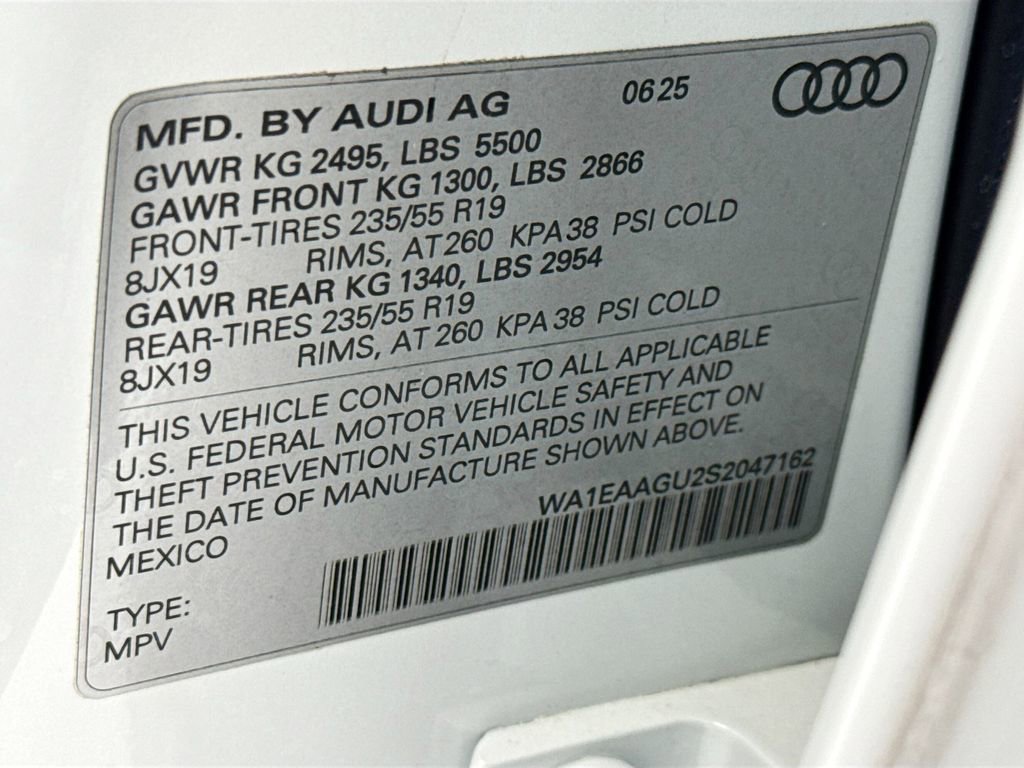 MFD. BY AUDI AG 06 25
GVWR KG 2495, LBS 5500
GAWR FRONT KG 1300, LBS 2866
FRONT-TIRES 235/55 R19
8JX19 RIMS, AT 260 KPA 38 PSI COLD
GAWR REAR KG 1340, LBS 2954
REAR-TIRES 235/55 R19
8JX19 RIMS, AT 260 KPA 38 PSI COLD
THIS VEHICLE CONFORMS TO ALL APPLICABLE
U.S. FEDERAL MOTOR VEHICLE SAFETY AND
THEFT PREVENTION STANDARDS IN EFFECT ON
THE DATE OF MANUFACTURE SHOWN ABOVE.
MEXICO WA1EAAGU2S2047162
TYPE:
MPV